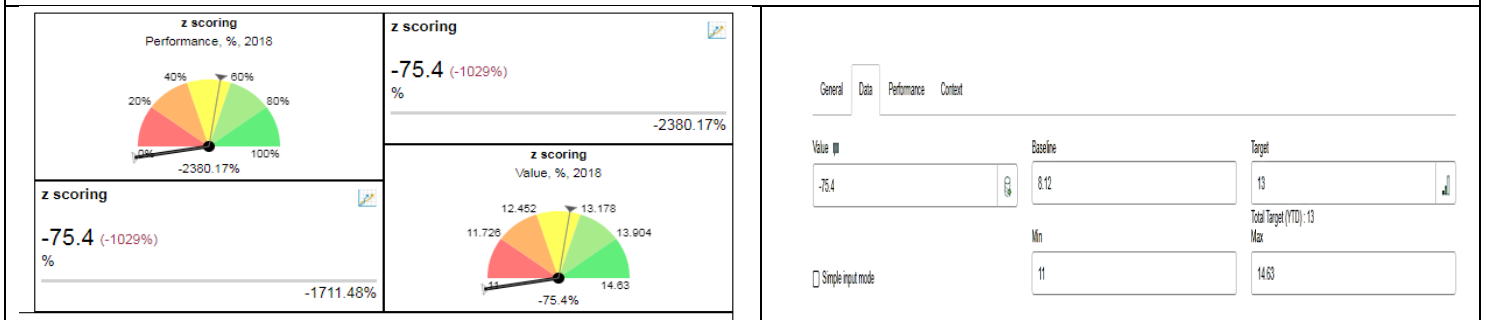 z scoring
Performance, %, 2018
40%
60%
20%
80%
0%
100%
-2380.17%
z scoring
-75.4 (-1029%)
%
-2380.17%
z scoring
-75.4 (-1029%)
%
-1711.48%
z scoring
Value, %, 2018
12.452
13.178
11.726
13.904
11
14.63
-75.4%
General Data Performance Context
Value Baseline Target
-75.4 8.12 13
Total Target (YTD) : 13
Min Max
Simple input mode 11 14.63